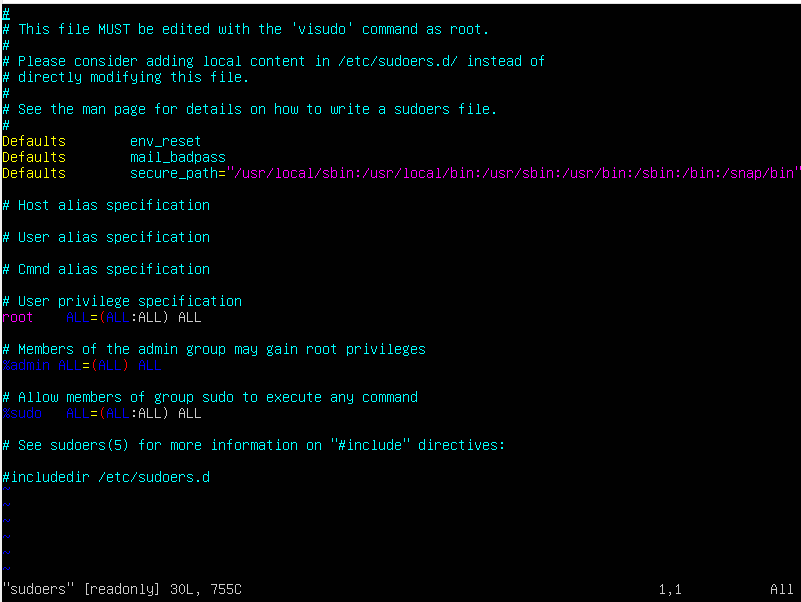 #
# This file MUST be edited with the 'visudo' command as root.
#
# Please consider adding local content in /etc/sudoers.d/ instead of
# directly modifying this file.
#
# See the man page for details on how to write a sudoers file.
#
Defaults        env_reset
Defaults        mail_badpass
Defaults        secure_path="/usr/local/sbin:/usr/local/bin:/usr/sbin:/usr/bin:/sbin:/bin:/snap/bin"
# Host alias specification
# User alias specification
# Cmnd alias specification
# User privilege specification
root    ALL=(ALL:ALL) ALL
# Members of the admin group may gain root privileges
%admin ALL=(ALL) ALL
# Allow members of group sudo to execute any command
%sudo   ALL=(ALL:ALL) ALL
# See sudoers(5) for more information on "#include" directives:
#includedir /etc/sudoers.d
~
~
~
~
~
~
"sudoers" [readonly] 30L, 755C 1,1 All